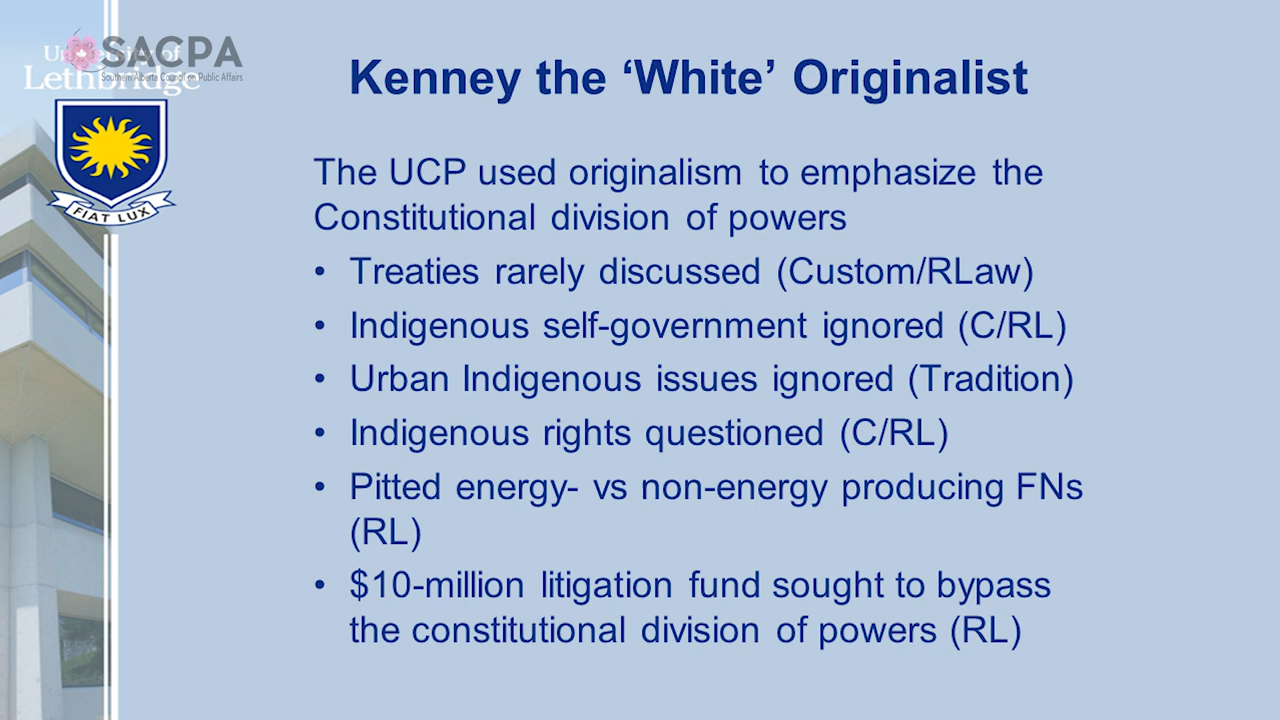 University of
Lethbridge
SACPA
Southern Alberta Council on Public Affairs
FIAT LUX
Kenney the ‘White’ Originalist
The UCP used originalism to emphasize the
Constitutional division of powers
• Treaties rarely discussed (Custom/RLaw)
• Indigenous self-government ignored (C/RL)
• Urban Indigenous issues ignored (Tradition)
• Indigenous rights questioned (C/RL)
• Pitted energy- vs non-energy producing FNs
(RL)
• $10-million litigation fund sought to bypass
the constitutional division of powers (RL)